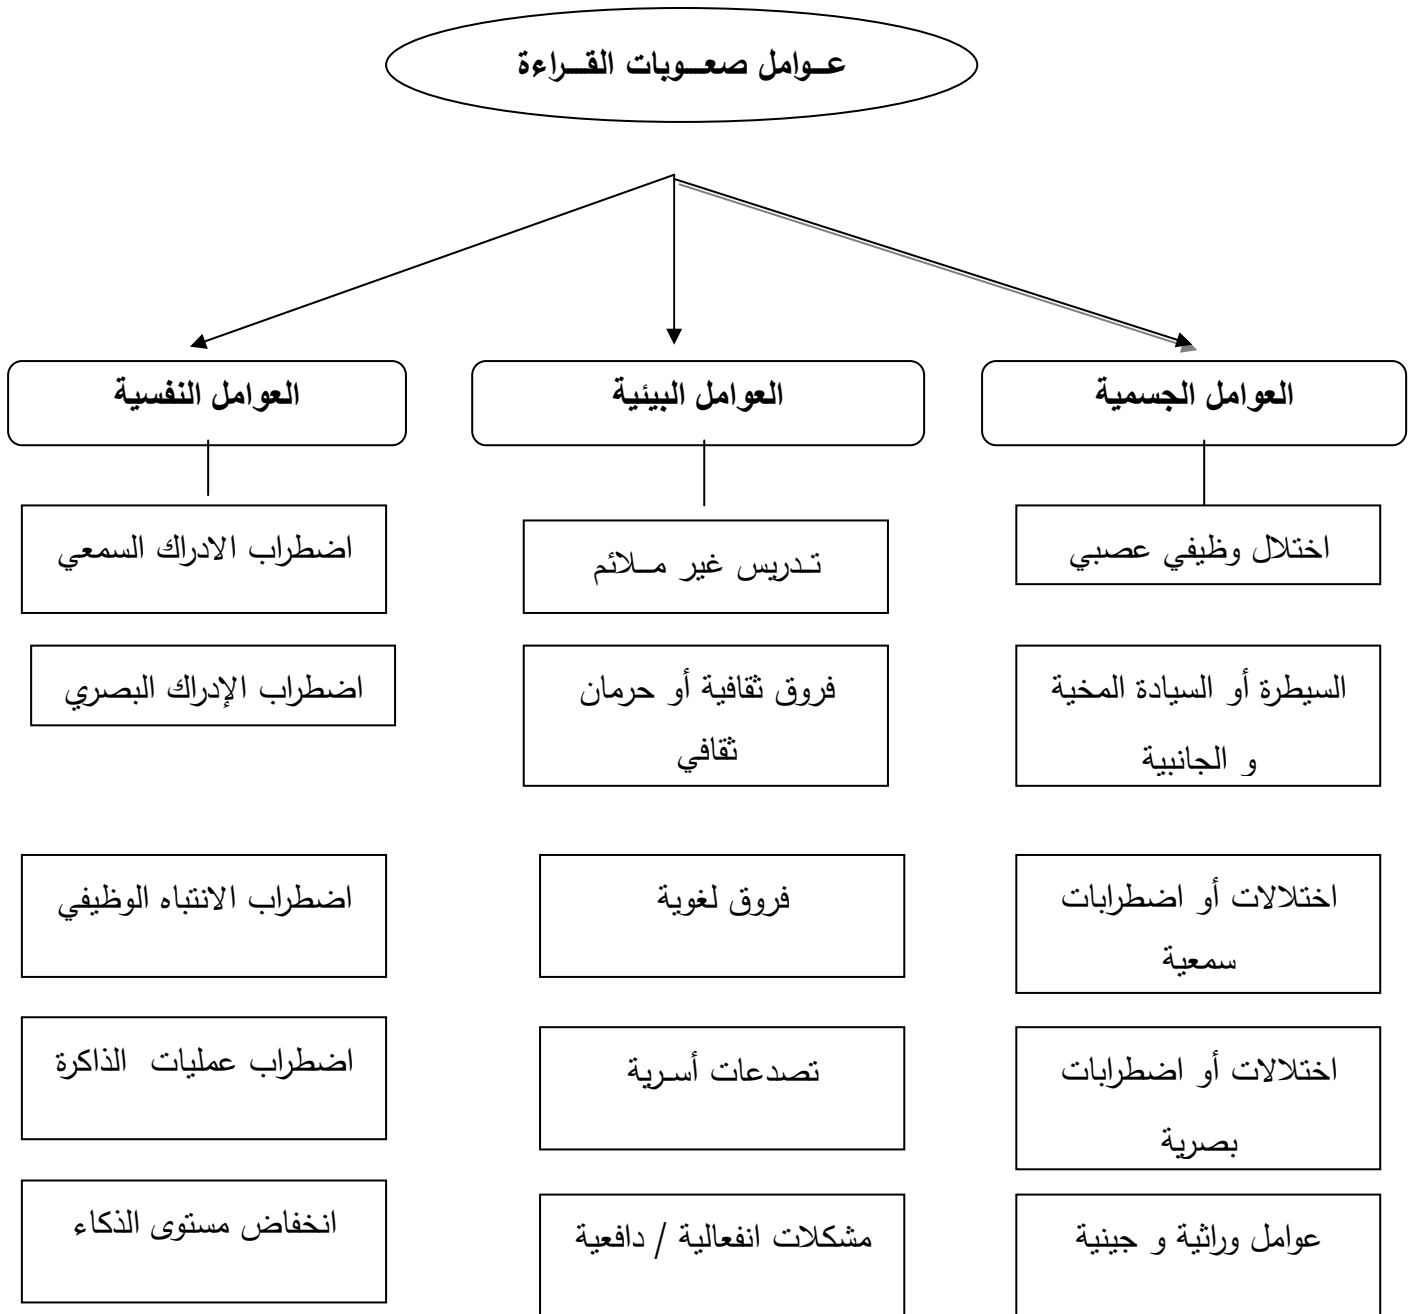 عـوامل صعـوبات القـراءة
العوامل الجسمية
العوامل البيئية
العوامل النفسية
اختلال وظيفي عصبي
السيطرة أو السيادة المخية
و الجانبية
اختلالات أو اضطرابات
سمعية
اختلالات أو اضطرابات
بصرية
عوامل وراثية و جينية
تـدريس غير مـلائم
فروق ثقافية أو حرمان
ثقافي
فروق لغوية
تصدعات أسرية
مشكلات انفعالية / دافعية
اضطراب الادراك السمعي
اضطراب الإدراك البصري
اضطراب الانتباه الوظيفي
اضطراب عمليات الذاكرة
انخفاض مستوى الذكاء